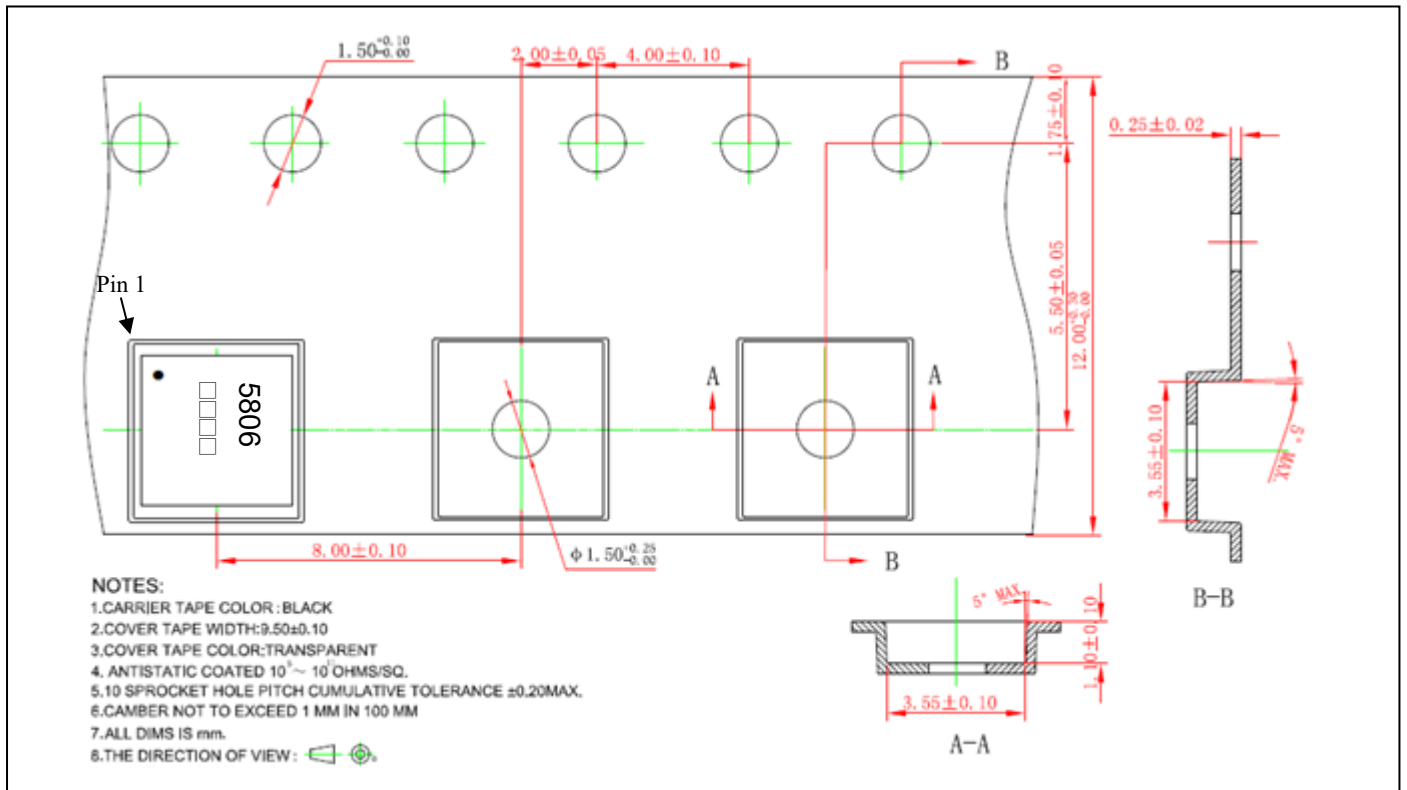 1.50+0.10-0.00
2.00±0.05
4.00±0.10
B
1.75±0.10
0.25±0.02
5.50±0.05
12.00+0.30-0.00
Pin 1
5806
□□□□
A
A
3.55±0.10
5° MAX.
8.00±0.10
φ1.50+0.25-0.00
B
B-B
5° MAX
1.10±0.10
3.55±0.10
A-A
NOTES:
1.CARRIER TAPE COLOR:BLACK
2.COVER TAPE WIDTH:9.50±0.10
3.COVER TAPE COLOR:TRANSPARENT
4. ANTISTATIC COATED 10 ~ 10 OHMS/SQ.
5.10 SPROCKET HOLE PITCH CUMULATIVE TOLERANCE ±0.20MAX.
6.CAMBER NOT TO EXCEED 1 MM IN 100 MM
7.ALL DIMS IS mm.
8.THE DIRECTION OF VIEW: